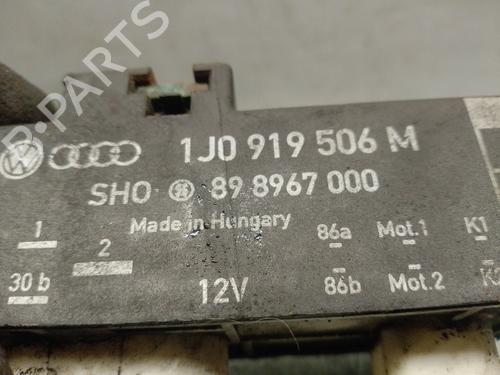 1J0 919 506 M
SHO 89 8967 000
Made in Hungary
1 2 86a Mot.1 K1
30 b 12V 86b Mot.2